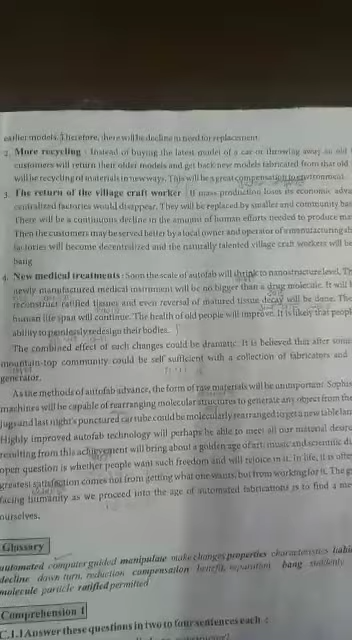 earlier models. Therefore, there will be decline in need for replacement.
2. More recycling : Instead of buying the latest model of a car or throwing away an old
customers will return their older models and get back new models fabricated from that old
will be recycling of materials in new ways. This will be a great compensation to environment.
3. The return of the village craft worker : If mass production loses its economic adva
centralized factories would disappear. They will be replaced by smaller and community bas
There will be a continuous decline in the amount of human efforts needed to produce ma
Then the customers may be served better by a local owner and operator of a manufacturing sh
factories will become decentralized and the naturally talented village craft workers will be
bang
4. New medical treatments : Soon the scale of autofab will shrink to nanostructure level. Th
newly manufactured medical instrument will be no bigger than a drug molecule. It will
reconstruct ratified tissues and even reversal of matured tissue decay will be done. The
human life span will continue. The health of old people will improve. It is likely that peopl
ability to painlessly redesign their bodies.
The combined effect of each changes could be dramatic. It is believed that after some
mountain-top community could be self sufficient with a collection of fabricators and
generator.
As the methods of autofab advance, the form of raw materials will be unimportant. Sophis
machines will be capable of rearranging molecular structures to generate any object from the
jugs and last night's punctured car tube could be molecularly rearranged to get a new table lam
Highly improved autofab technology will perhaps be able to meet all our material desire
resulting from this achievement will bring about a golden age of art, music and scientific di
open question is whether people want such freedom and will rejoice in it. In life, it is ofte
greatest satisfaction comes not from getting what one wants, but from working for it. The g
facing humanity as we proceed into the age of automated fabrications is to find a me
ourselves.
Glossary
automated computer guided manipulate make changes properties characteristics habi
decline down turn, reduction compensation benefit, reparation bang suddenly
molecule particle ratified permitted
Comprehension I
C.1.1 Answer these questions in two to four sentences each :